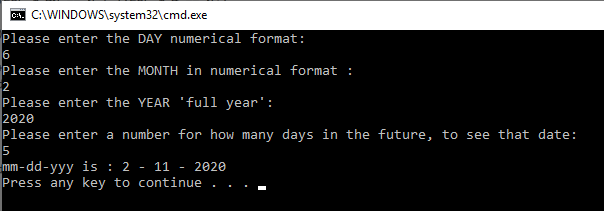 C:\WINDOWS\system32\cmd.exe
Please enter the DAY numerical format:
6
Please enter the MONTH in numerical format :
2
Please enter the YEAR 'full year':
2020
Please enter a number for how many days in the future, to see that date:
5
mm-dd-yyy is : 2 - 11 - 2020
Press any key to continue . . .